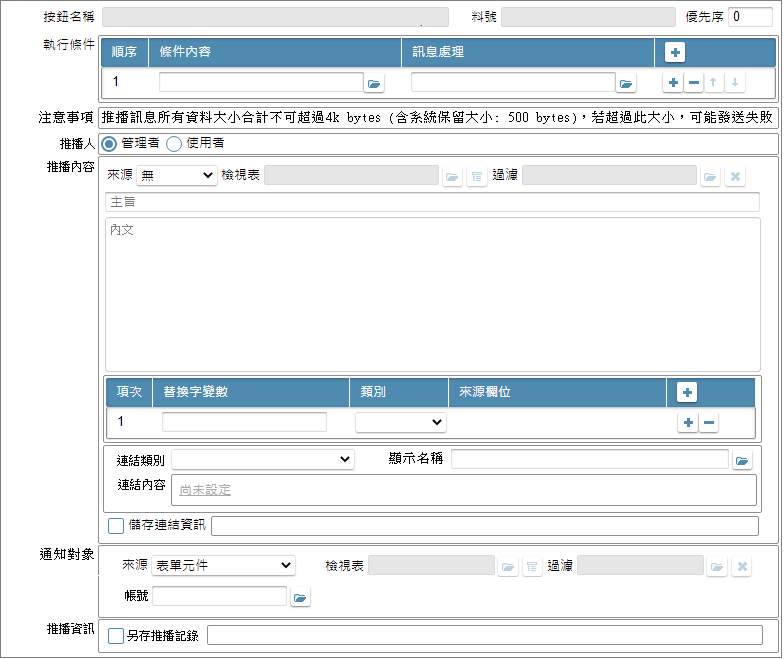 按鈕名稱 料號 優先序 0
執行條件
順序 條件內容 訊息處理
1
注意事項 推播訊息所有資料大小合計不可超過4k bytes (含系統保留大小: 500 bytes)，若超過此大小，可能發送失敗
推播人 管理者 使用者
推播內容
來源 無 檢視表 過濾
主旨
內文
項次 替換字變數 類別 來源欄位
1
連結類別 顯示名稱
連結內容 尚未設定
儲存連結資訊
通知對象
來源 表單元件 檢視表 過濾
帳號
推播資訊
另存推播記錄